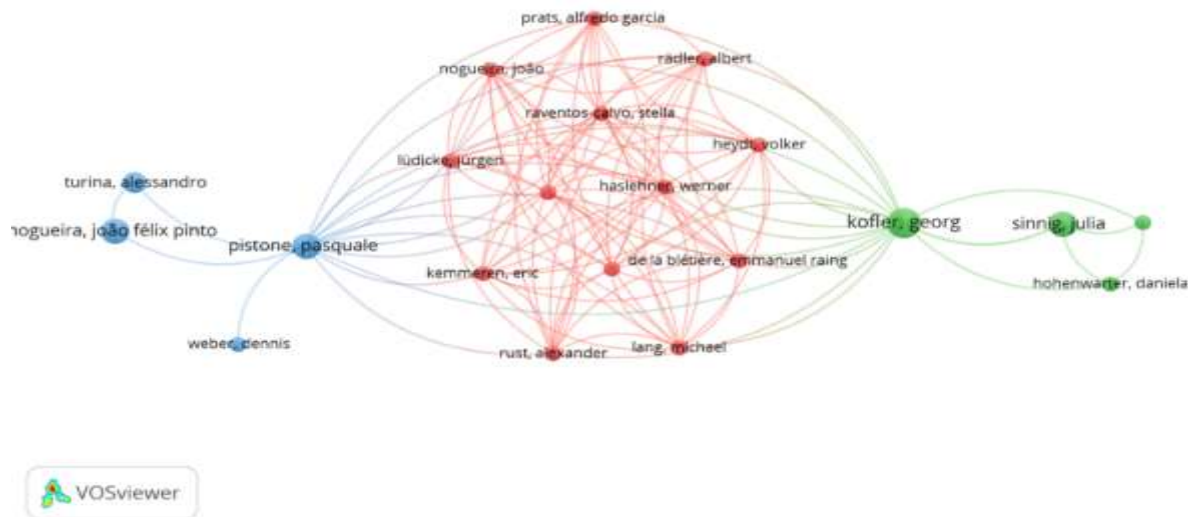 prats, alfredo garcia
nogueira, joão
rädler, albert
raventos-calvo, stella
heydt, volker
lüdicke, jürgen
turina, alessandro
haslehner, werner
kofler, georg
sinnig, julia
nogueira, joão félix pinto
pistone, pasquale
de la blétière, emmanuel raing
kemmeren, eric
hohenwarter, daniela
weber, dennis
rust, alexander
lang, michael
VOSviewer